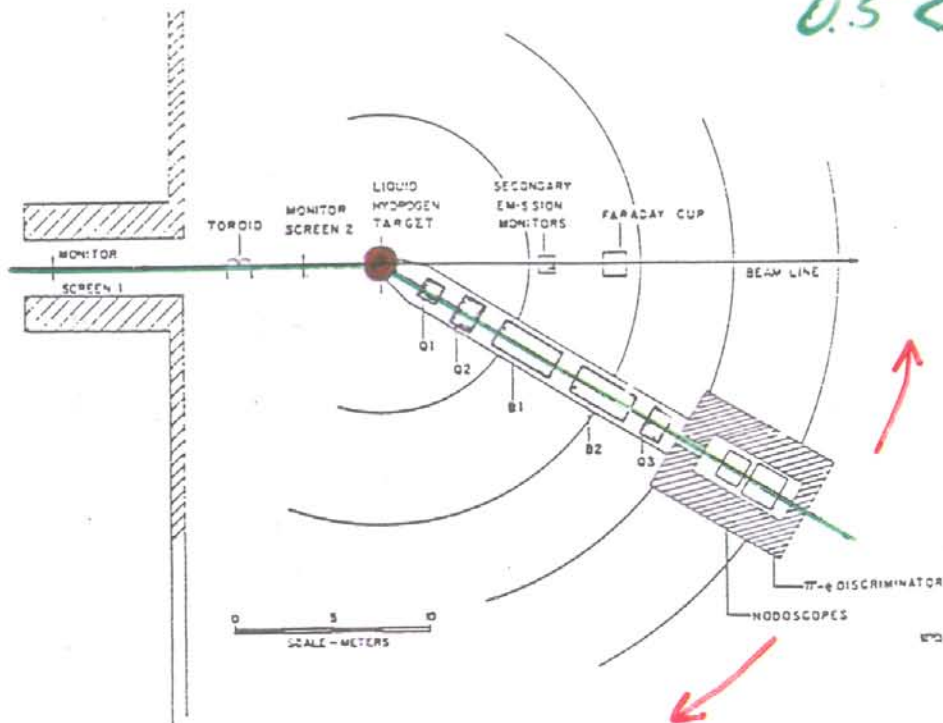 0.5 <
LIQUID
HYDROGEN
TARGET
SECONDARY
EMISSION
MONITORS
FARADAY CUP
MONITOR
SCREEN 2
TOROID
MONITOR
SCREEN 1
BEAM LINE
Q1
Q2
B1
B2
Q3
π-e DISCRIMINATOR
HODOSCOPES
0 5 10
SCALE-METERS